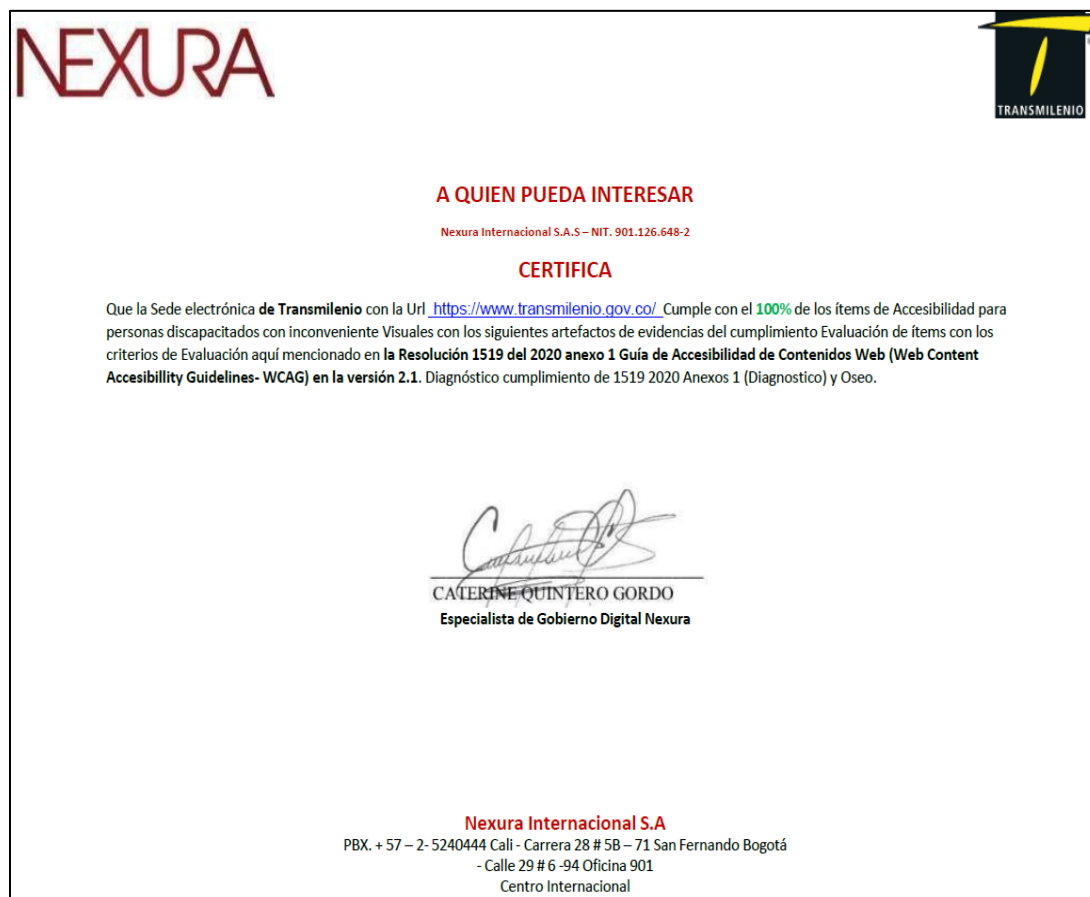 NEXURA
TRANSMILENIO
A QUIEN PUEDA INTERESAR
Nexura Internacional S.A.S – NIT. 901.126.648-2
CERTIFICA
Que la Sede electrónica de Transmilenio con la Url https://www.transmilenio.gov.co/ Cumple con el 100% de los ítems de Accesibilidad para
personas discapacitados con inconveniente Visuales con los siguientes artefactos de evidencias del cumplimiento Evaluación de ítems con los
criterios de Evaluación aquí mencionado en la Resolución 1519 del 2020 anexo 1 Guía de Accesibilidad de Contenidos Web (Web Content
Accesibillity Guidelines- WCAG) en la versión 2.1. Diagnóstico cumplimiento de 1519 2020 Anexos 1 (Diagnostico) y Oseo.
CATERINE QUINTERO GORDO
Especialista de Gobierno Digital Nexura
Nexura Internacional S.A
PBX. + 57 – 2- 5240444 Cali - Carrera 28 # 5B – 71 San Fernando Bogotá
- Calle 29 # 6 -94 Oficina 901
Centro Internacional